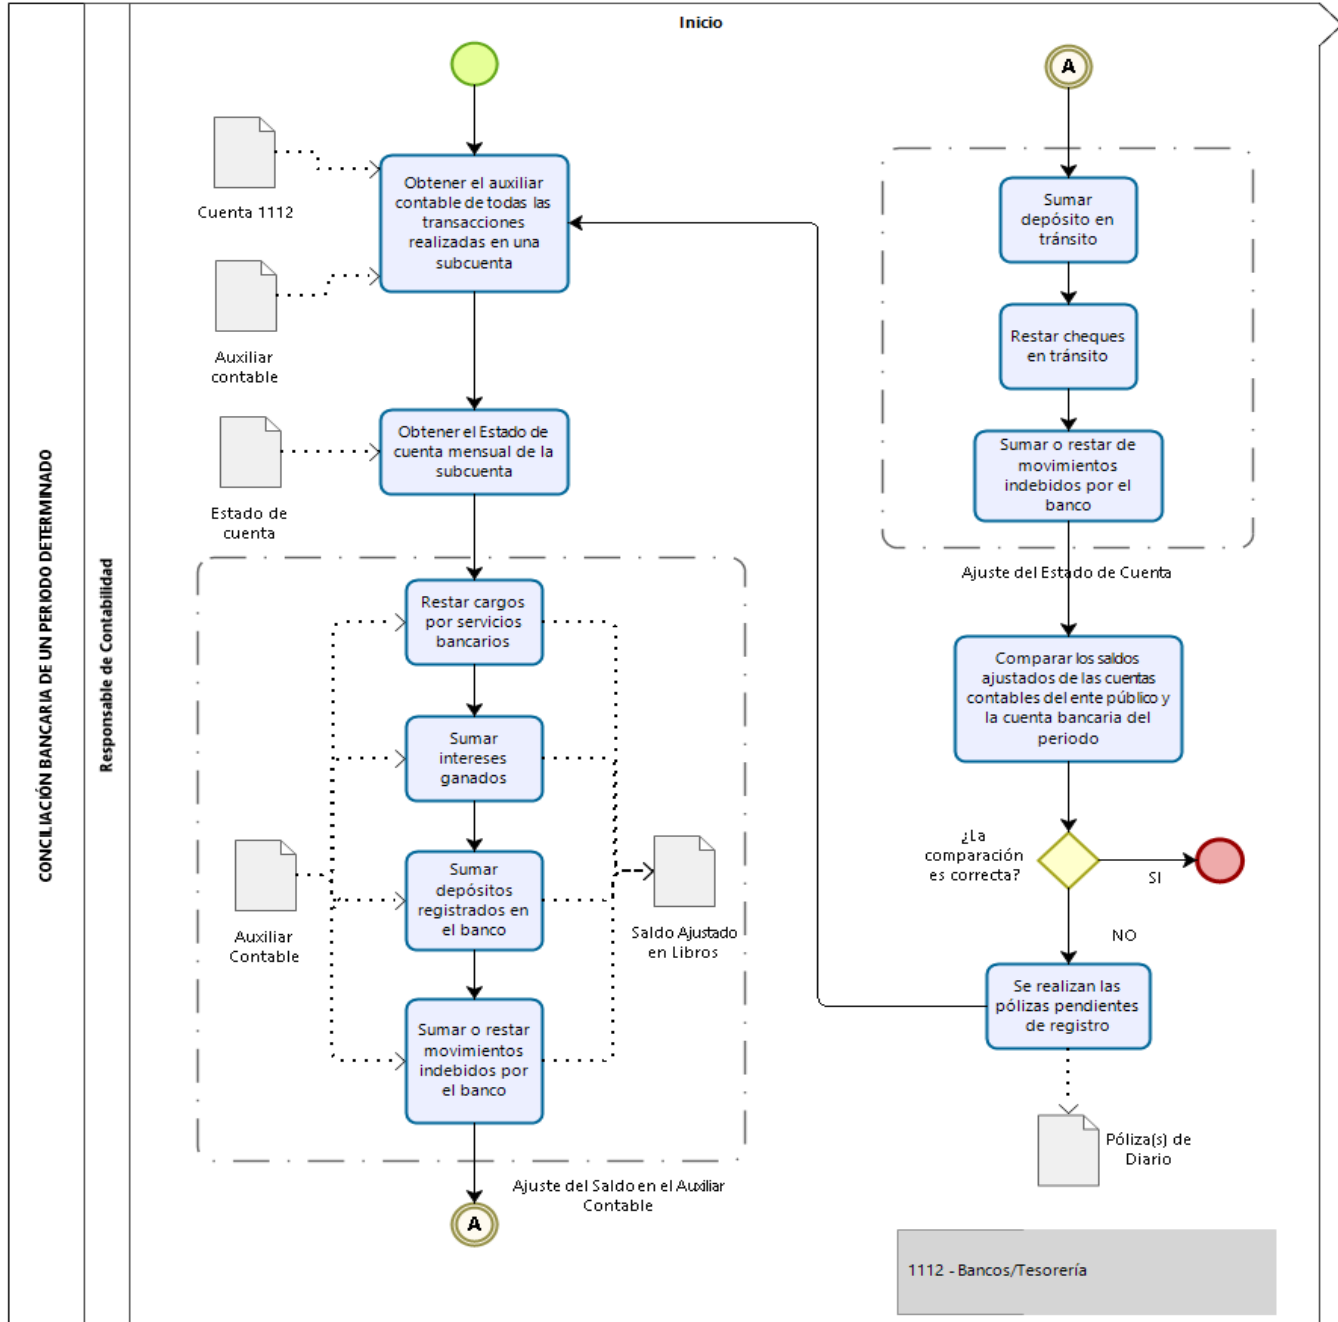 Inicio
CONCILIACIÓN BANCARIA DE UN PERIODO DETERMINADO
Responsable de Contabilidad
Cuenta 1112
Obtener el auxiliar
contable de todas las
transacciones
realizadas en una
subcuenta
Auxiliar
contable
Obtener el Estado de
cuenta mensual de la
subcuenta
Estado de
cuenta
Restar cargos
por servicios
bancarios
Sumar
intereses
ganados
Sumar
depósitos
registrados en
el banco
Sumar o restar
movimientos
indebidos por
el banco
Auxiliar
Contable
Saldo Ajustado
en Libros
Ajuste del Saldo en el Auxiliar
Contable
A
A
Sumar
depósito en
tránsito
Restar cheques
en tránsito
Sumar o restar de
movimientos
indebidos por el
banco
Ajuste del Estado de Cuenta
Comparar los saldos
ajustados de las cuentas
contables del ente público y
la cuenta bancaria del
periodo
¿La
comparación
es correcta?
SI
NO
Se realizan las
pólizas pendientes
de registro
Póliza(s) de
Diario
1112 - Bancos/Tesorería